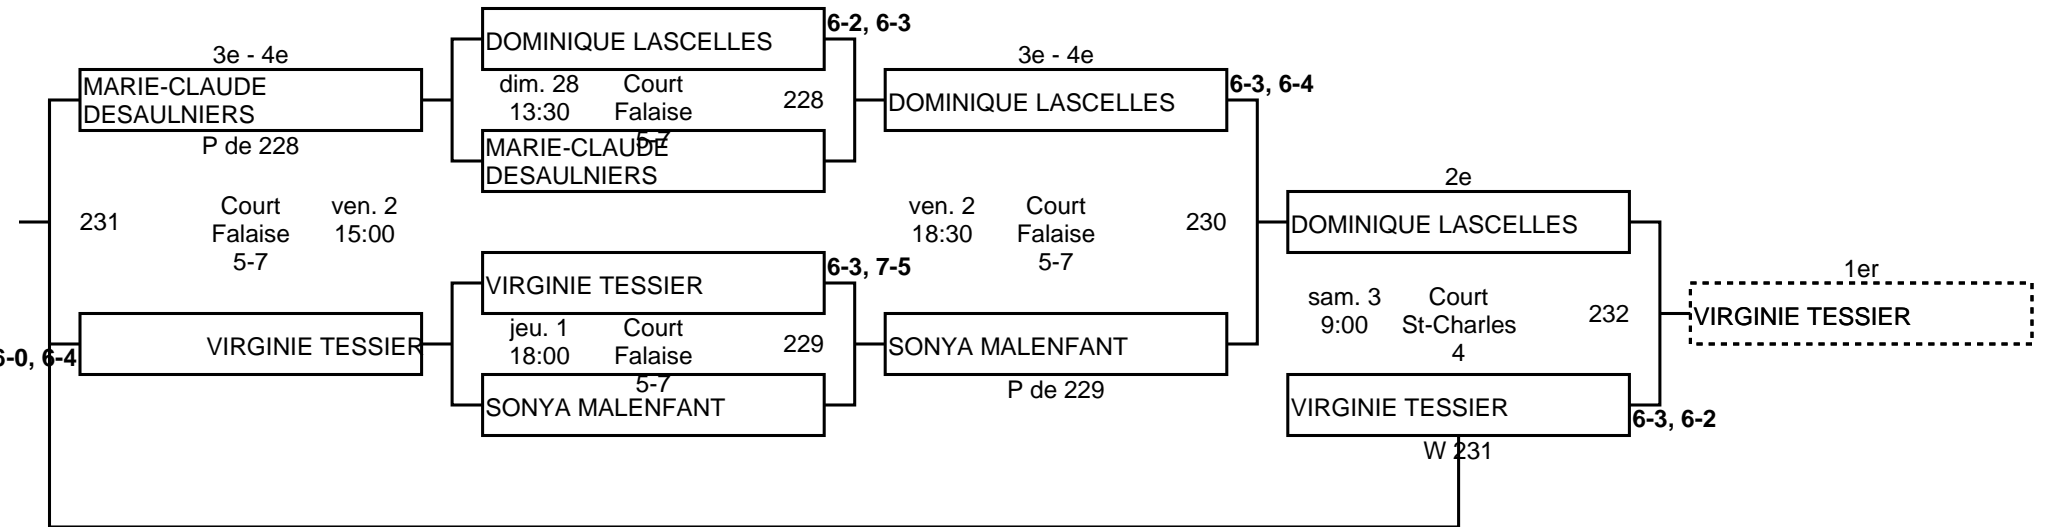 DOMINIQUE LASCELLES
6-2, 6-3
3e - 4e
MARIE-CLAUDE
DESAULNIERS
P de 228
dim. 28
13:30
Court
Falaise
5-7
228
MARIE-CLAUDE
DESAULNIERS
3e - 4e
DOMINIQUE LASCELLES
6-3, 6-4
231
Court
Falaise
5-7
ven. 2
15:00
ven. 2
18:30
Court
Falaise
5-7
230
2e
DOMINIQUE LASCELLES
VIRGINIE TESSIER
6-3, 7-5
VIRGINIE TESSIER
6-0, 6-4
jeu. 1
18:00
Court
Falaise
5-7
229
SONYA MALENFANT
SONYA MALENFANT
P de 229
sam. 3
9:00
Court
St-Charles
4
232
1er
VIRGINIE TESSIER
VIRGINIE TESSIER
6-3, 6-2
W 231